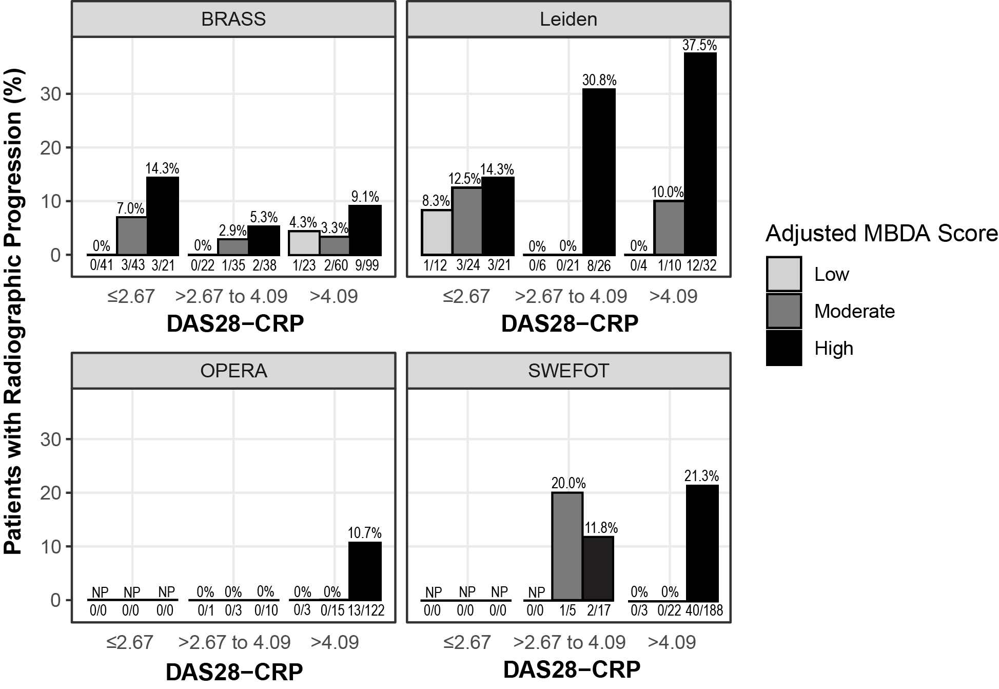 Patients with Radiographic Progression (%)
BRASS
30
20
10
0
0% 7.0% 14.3% 0% 2.9% 5.3% 4.3% 3.3% 9.1%
0/41 3/43 3/21 0/22 1/35 2/38 1/23 2/60 9/99
≤2.67 >2.67 to 4.09 >4.09
DAS28−CRP
Leiden
8.3% 12.5% 14.3% 0% 0% 30.8% 0% 10.0% 37.5%
1/12 3/24 3/21 0/6 0/21 8/26 0/4 1/10 12/32
≤2.67 >2.67 to 4.09 >4.09
DAS28−CRP
OPERA
30
20
10
0
NP NP NP 0% 0% 0% 0% 0% 10.7%
0/0 0/0 0/0 0/1 0/3 0/10 0/3 0/15 13/122
≤2.67 >2.67 to 4.09 >4.09
DAS28−CRP
SWEFOT
NP NP NP NP 20.0% 11.8% 0% 0% 21.3%
0/0 0/0 0/0 0/0 1/5 2/17 0/3 0/22 40/188
≤2.67 >2.67 to 4.09 >4.09
DAS28−CRP
Adjusted MBDA Score
Low
Moderate
High